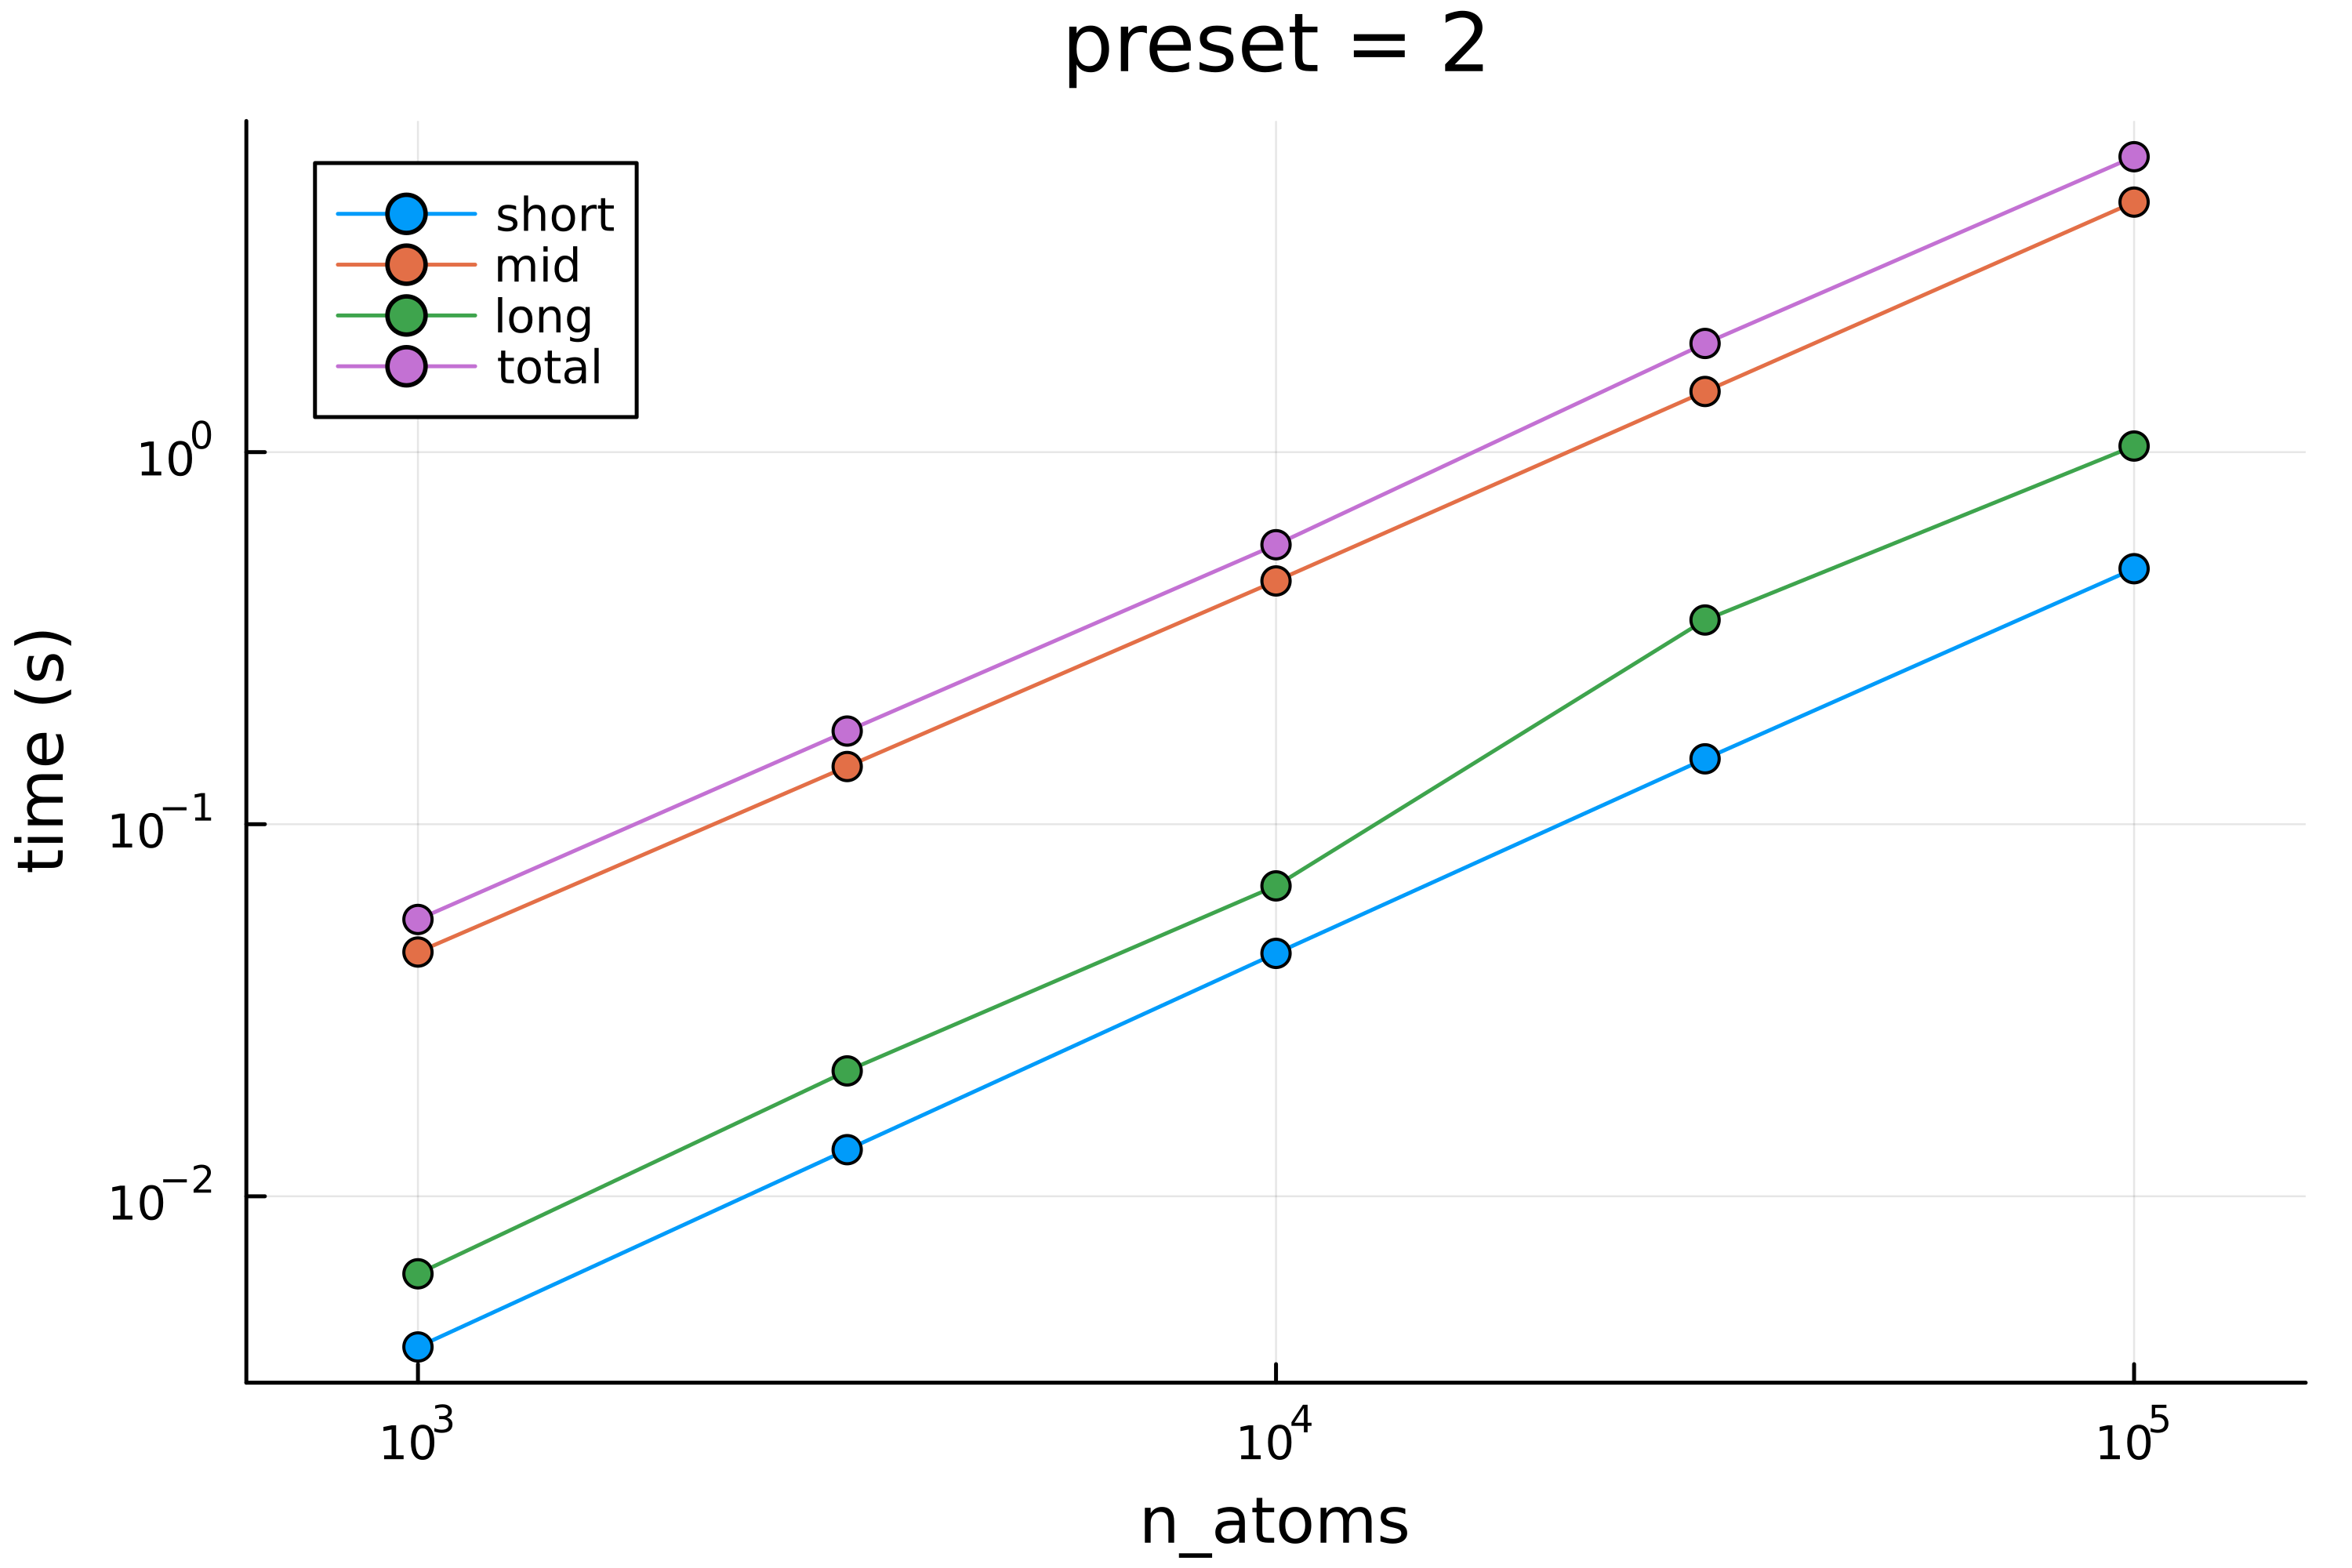 preset = 2
short
mid
long
total
10⁰
10⁻¹
10⁻²
time (s)
10³
10⁴
10⁵
n_atoms